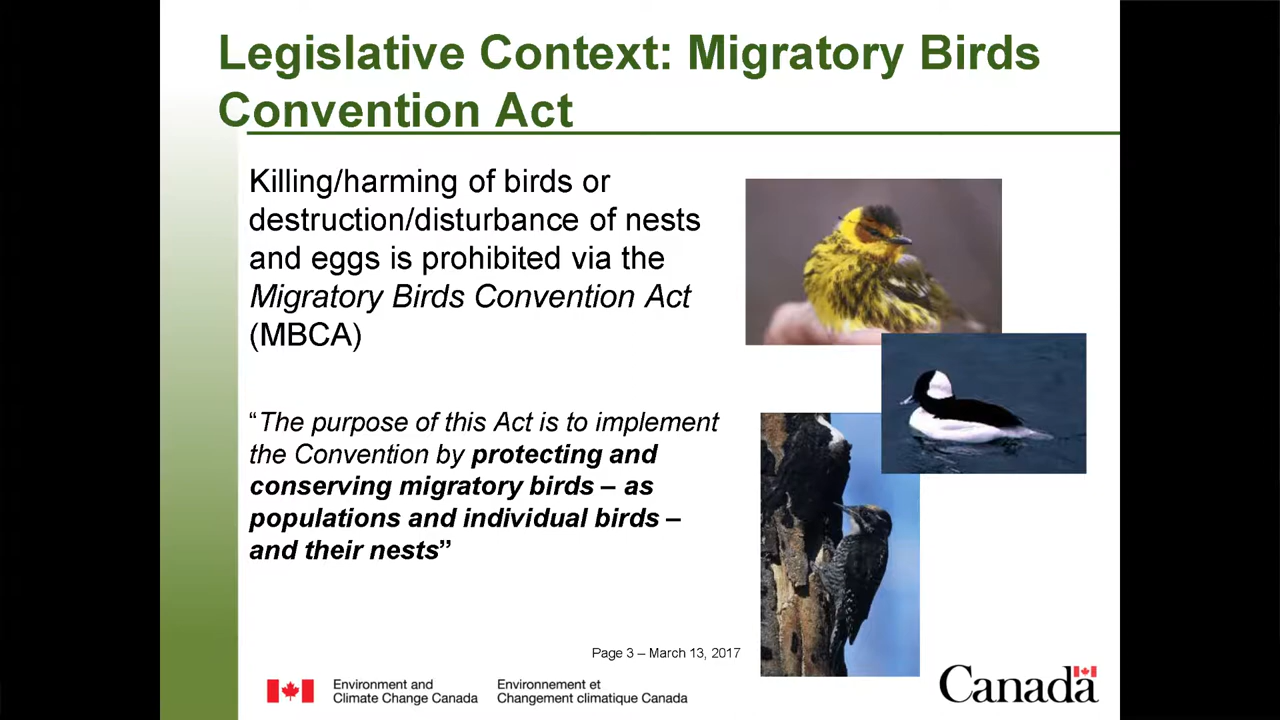 Legislative Context: Migratory Birds
Convention Act
Killing/harming of birds or
destruction/disturbance of nests
and eggs is prohibited via the
Migratory Birds Convention Act
(MBCA)
“The purpose of this Act is to implement
the Convention by protecting and
conserving migratory birds – as
populations and individual birds –
and their nests”
Page 3 – March 13, 2017
Environment and
Climate Change Canada
Environnement et
Changement climatique Canada
Canada